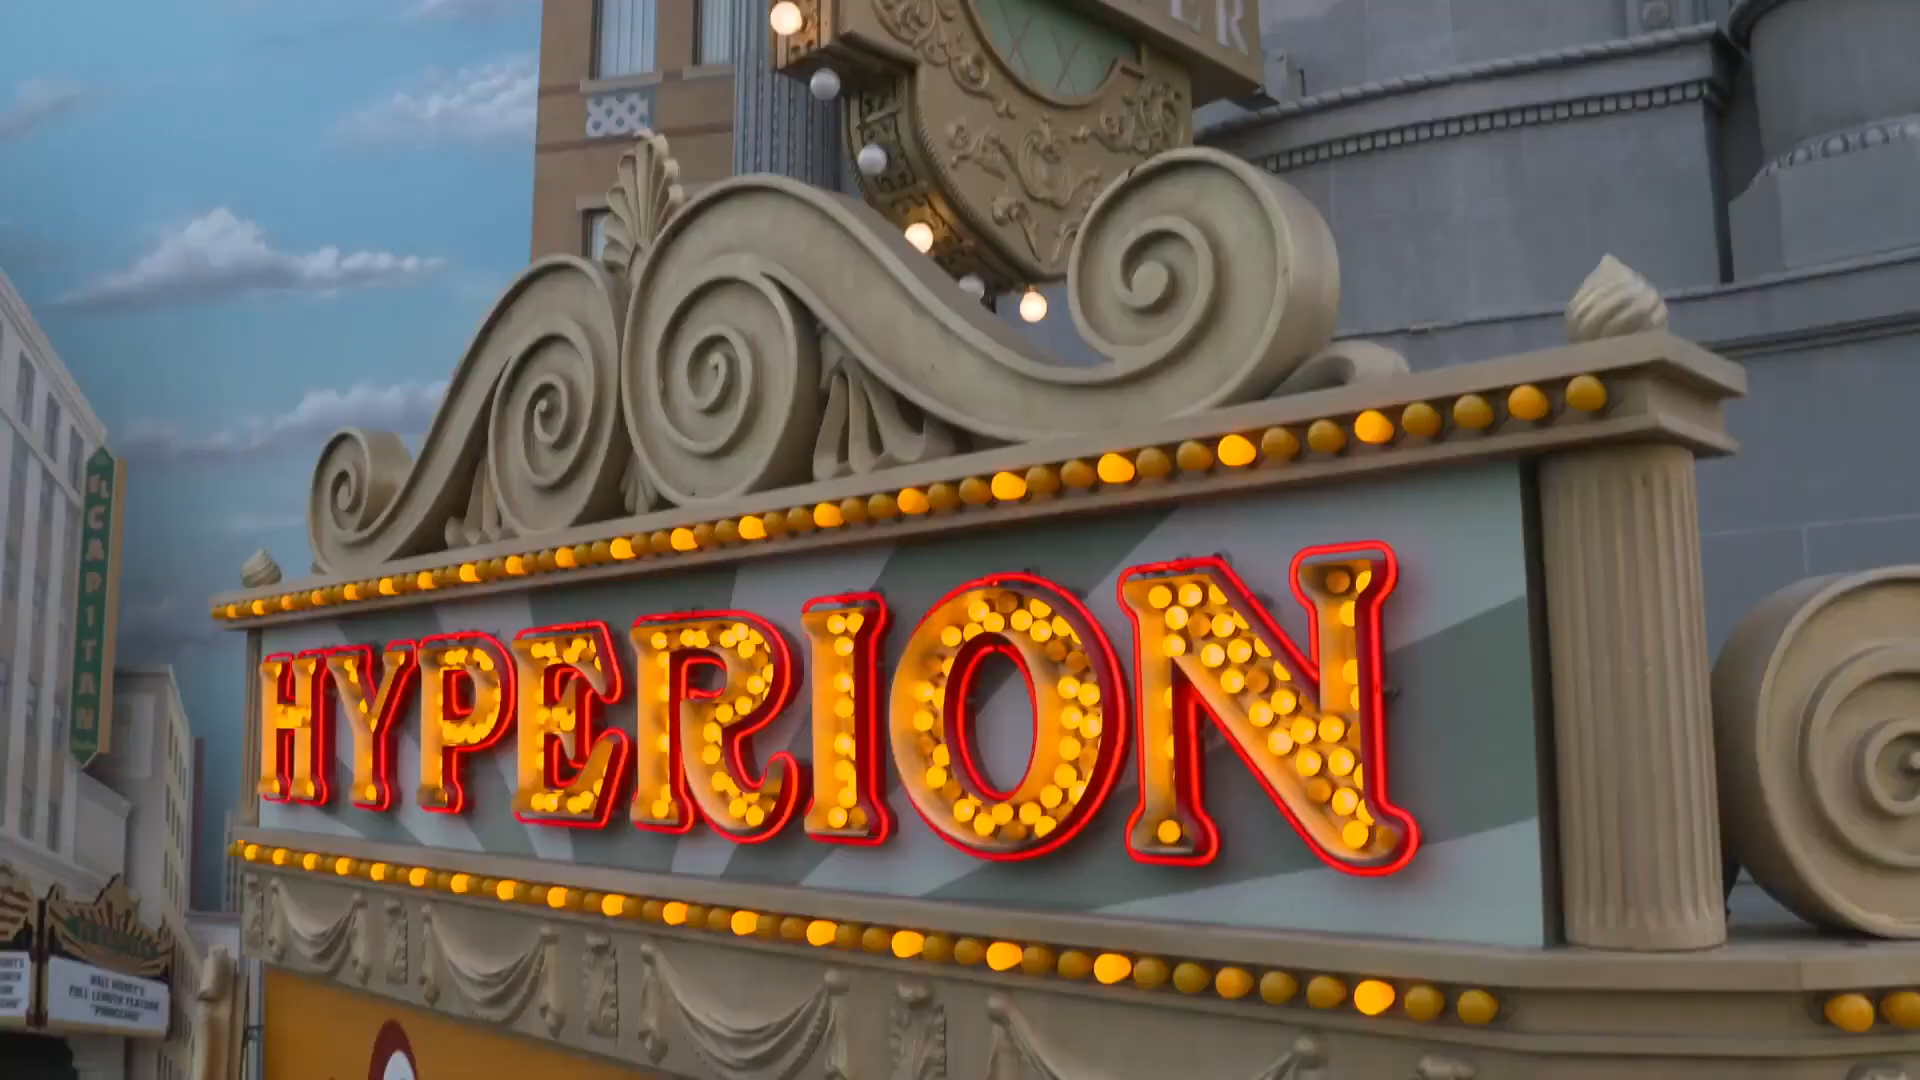 HYPERION
EL CAPITAN
WALT DISNEY'S
FULL LENGTH FEATURE
"PINOCCHIO"